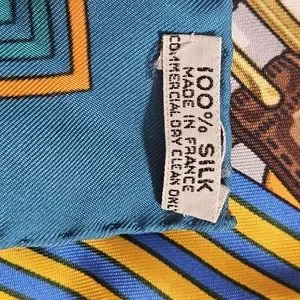 100% SILK
MADE IN FRANCE
COMMERCIAL DRY CLEAN ONLY